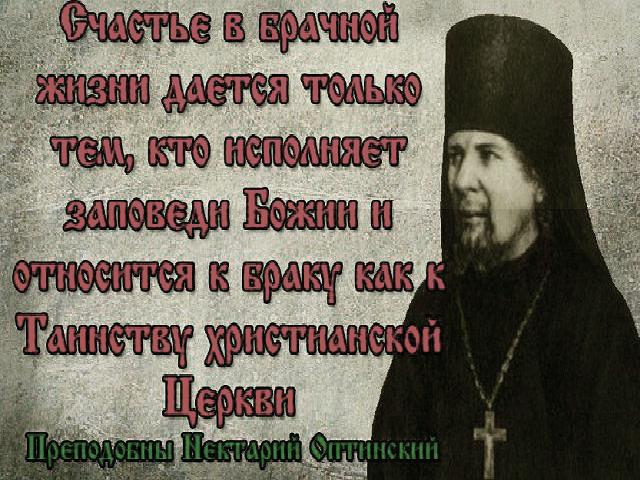 Счастье в брачной
жизни дается только
тем, кто исполняет
заповеди Божии и
относится к браку как к
Таинству христианской
Церкви
Преподобны Нектарий Оптинский